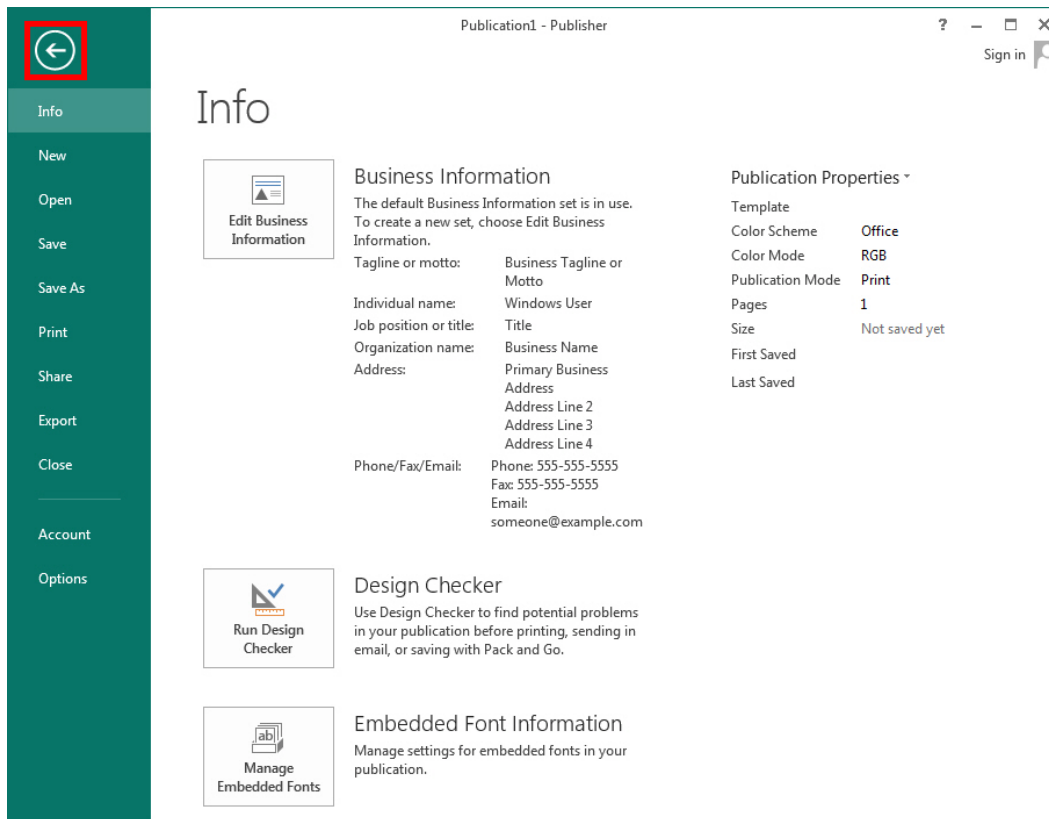 Publication1 - Publisher
?
Sign in
Info
New
Open
Save
Save As
Print
Share
Export
Close
Account
Options
Info
Edit Business
Information
Business Information
The default Business Information set is in use.
To create a new set, choose Edit Business
Information.
Tagline or motto: Business Tagline or
Motto
Individual name: Windows User
Job position or title: Title
Organization name: Business Name
Address: Primary Business
Address
Address Line 2
Address Line 3
Address Line 4
Phone/Fax/Email: Phone: 555-555-5555
Fax: 555-555-5555
Email:
someone@example.com
Publication Properties
Template
Color Scheme Office
Color Mode RGB
Publication Mode Print
Pages 1
Size Not saved yet
First Saved
Last Saved
Run Design
Checker
Design Checker
Use Design Checker to find potential problems
in your publication before printing, sending in
email, or saving with Pack and Go.
ab
Manage
Embedded Fonts
Embedded Font Information
Manage settings for embedded fonts in your
publication.